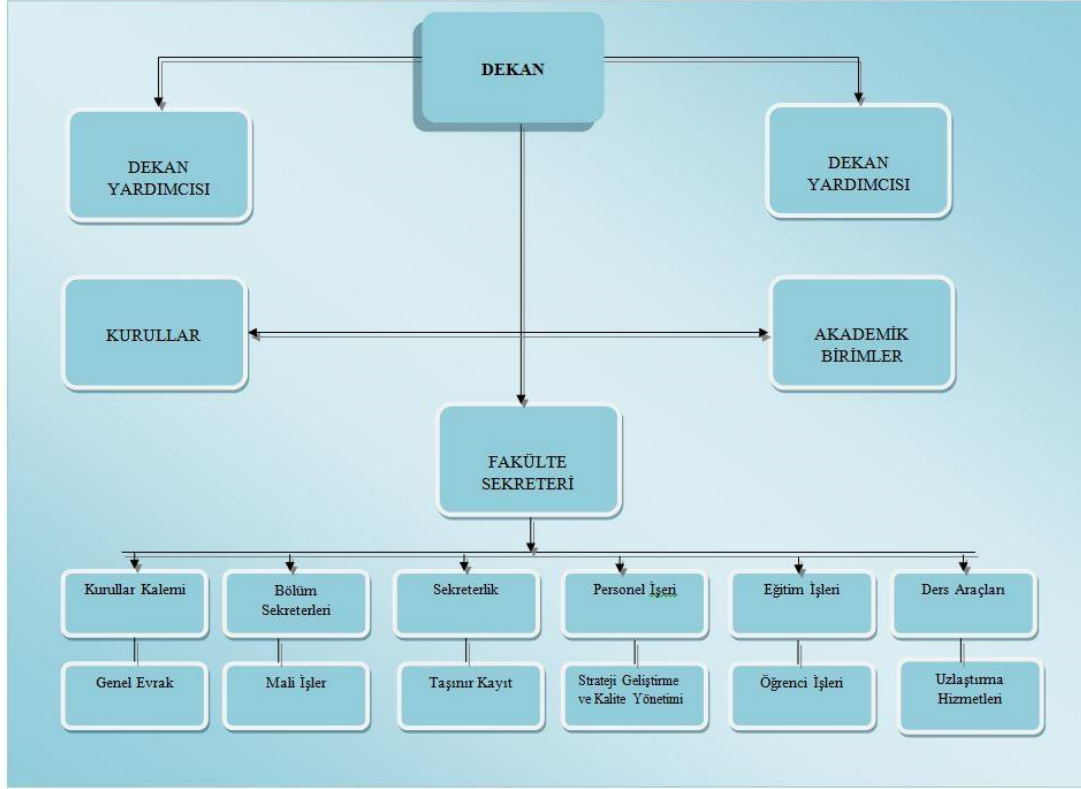 DEKAN
DEKAN
YARDIMCISI
DEKAN
YARDIMCISI
KURULLAR
AKADEMİK
BİRİMLER
FAKÜLTE
SEKRETERİ
Kurullar Kalemi
Bölüm
Sekreterleri
Sekreterlik
Personel İşeri
Eğitim İşleri
Ders Araçları
Genel Evrak
Mali İşler
Taşınır Kayıt
Strateji Geliştirme
ve Kalite Yönetimi
Öğrenci İşleri
Uzlaştırma
Hizmetleri